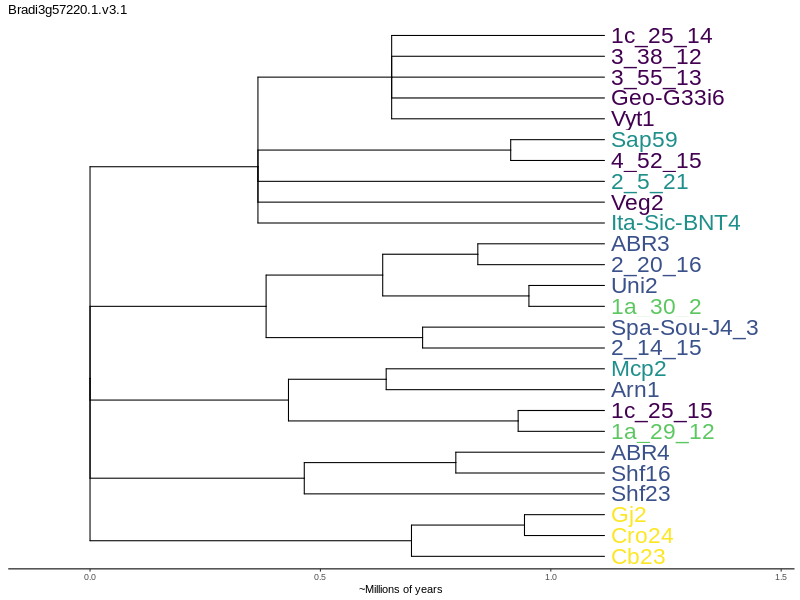 Bradi3g57220.1.v3.1
1c_25_14
3_38_12
3_55_13
Geo-G33i6
Vyt1
Sap59
4_52_15
2_5_21
Veg2
Ita-Sic-BNT4
ABR3
2_20_16
Uni2
1a_30_2
Spa-Sou-J4_3
2_14_15
Mcp2
Arn1
1c_25_15
1a_29_12
ABR4
Shf16
Shf23
Gj2
Cro24
Cb23
0.0 0.5 1.0 1.5
~Millions of years